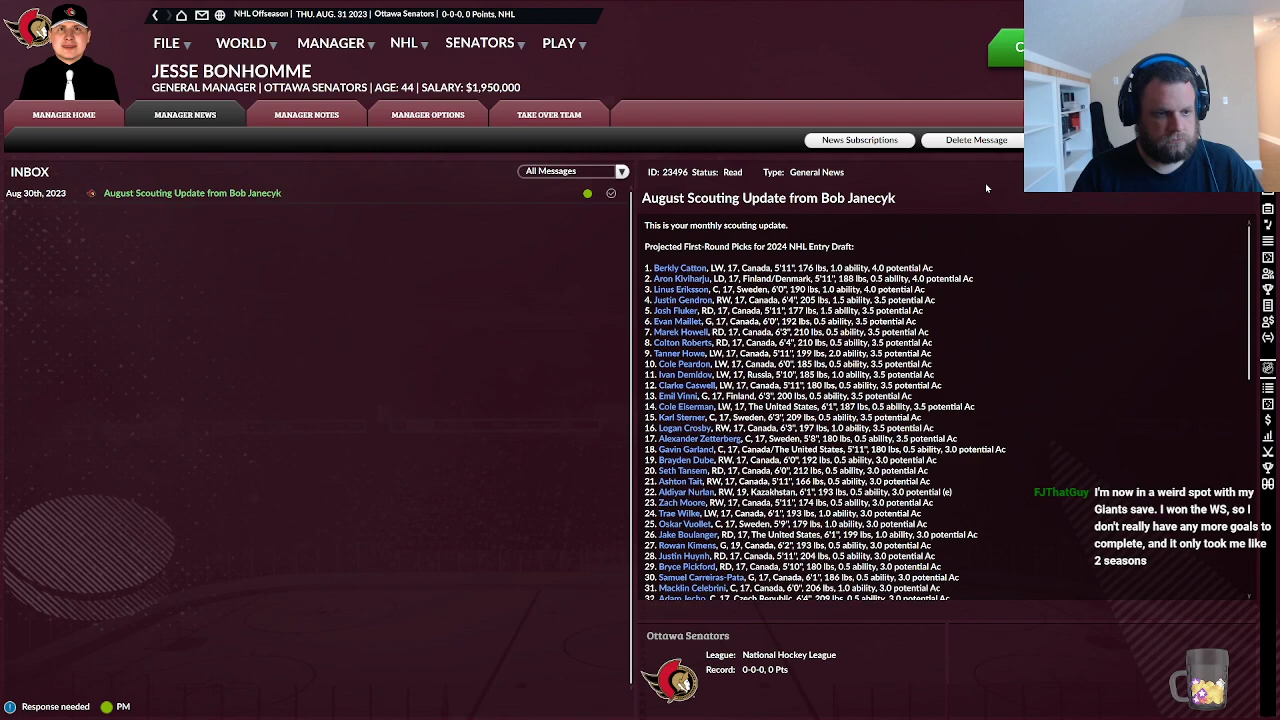 NHL Offseason | THU. AUG. 31 2023 | Ottawa Senators | 0-0-0, 0 Points, NHL
FILE WORLD MANAGER NHL SENATORS PLAY
JESSE BONHOMME
GENERAL MANAGER | OTTAWA SENATORS | AGE: 44 | SALARY: $1,950,000
MANAGER HOME MANAGER NEWS MANAGER NOTES MANAGER OPTIONS TAKE OVER TEAM
News Subscriptions Delete Message
INBOX All Messages
Aug 30th, 2023 August Scouting Update from Bob Janecyk
ID: 23496 Status: Read Type: General News
August Scouting Update from Bob Janecyk
This is your monthly scouting update.
Projected First-Round Picks for 2024 NHL Entry Draft:
1. Berkly Catton, LW, 17, Canada, 5'11", 176 lbs, 1.0 ability, 4.0 potential Ac
2. Aron Kiviharju, LD, 17, Finland/Denmark, 5'11", 188 lbs, 0.5 ability, 4.0 potential Ac
3. Linus Eriksson, C, 17, Sweden, 6'0", 190 lbs, 1.0 ability, 4.0 potential Ac
4. Justin Gendron, RW, 17, Canada, 6'4", 205 lbs, 1.5 ability, 3.5 potential Ac
5. Josh Fluker, RD, 17, Canada, 5'11", 177 lbs, 1.5 ability, 3.5 potential Ac
6. Evan Maillet, G, 17, Canada, 6'0", 192 lbs, 0.5 ability, 3.5 potential Ac
7. Marek Howell, RD, 17, Canada, 6'3", 210 lbs, 0.5 ability, 3.5 potential Ac
8. Colton Roberts, RD, 17, Canada, 6'4", 210 lbs, 0.5 ability, 3.5 potential Ac
9. Tanner Howe, LW, 17, Canada, 5'11", 199 lbs, 2.0 ability, 3.5 potential Ac
10. Cole Peardon, LW, 17, Canada, 6'0", 185 lbs, 0.5 ability, 3.5 potential Ac
11. Ivan Demidov, LW, 17, Russia, 5'10", 185 lbs, 1.0 ability, 3.5 potential Ac
12. Clarke Caswell, LW, 17, Canada, 5'11", 180 lbs, 0.5 ability, 3.5 potential Ac
13. Emil Vinni, G, 17, Finland, 6'3", 200 lbs, 0.5 ability, 3.5 potential Ac
14. Cole Eiserman, LW, 17, The United States, 6'1", 187 lbs, 0.5 ability, 3.5 potential Ac
15. Karl Sterner, C, 17, Sweden, 6'3", 209 lbs, 0.5 ability, 3.5 potential Ac
16. Logan Crosby, RW, 17, Canada, 6'3", 197 lbs, 1.0 ability, 3.5 potential Ac
17. Alexander Zetterberg, C, 17, Sweden, 5'8", 180 lbs, 0.5 ability, 3.5 potential Ac
18. Gavin Garland, C, 17, Canada/The United States, 5'11", 180 lbs, 0.5 ability, 3.0 potential Ac
19. Brayden Dube, RW, 17, Canada, 6'0", 192 lbs, 0.5 ability, 3.0 potential Ac
20. Seth Tansem, RD, 17, Canada, 6'0", 212 lbs, 0.5 ability, 3.0 potential Ac
21. Ashton Tait, RW, 17, Canada, 5'11", 166 lbs, 0.5 ability, 3.0 potential Ac
22. Aldiyar Nurlan, RW, 19, Kazakhstan, 6'1", 193 lbs, 0.5 ability, 3.0 potential (e)
23. Zach Moore, RW, 17, Canada, 5'11", 174 lbs, 0.5 ability, 3.0 potential Ac
24. Trae Wilke, LW, 17, Canada, 6'1", 193 lbs, 1.0 ability, 3.0 potential Ac
25. Oskar Vuollet, C, 17, Sweden, 5'9", 179 lbs, 1.0 ability, 3.0 potential Ac
26. Jake Boulanger, RD, 17, The United States, 6'1", 199 lbs, 1.0 ability, 3.0 potential Ac
27. Rowan Kimens, G, 19, Canada, 6'2", 193 lbs, 0.5 ability, 3.0 potential Ac
28. Justin Huynh, RD, 17, Canada, 5'11", 204 lbs, 0.5 ability, 3.0 potential Ac
29. Bryce Pickford, RD, 17, Canada, 5'10", 180 lbs, 0.5 ability, 3.0 potential Ac
30. Samuel Carreiras-Pata, G, 17, Canada, 6'1", 186 lbs, 0.5 ability, 3.0 potential Ac
31. Macklin Celebrini, C, 17, Canada, 6'0", 206 lbs, 1.0 ability, 3.0 potential Ac
32. Adam Jecho, C, 17, Czech Republic, 6'4", 209 lbs, 0.5 ability, 3.0 potential Ac
FJThatGuy I'm now in a weird spot with my
Giants save. I won the WS, so I
don't really have any more goals to
complete, and it only took me like
2 seasons
Ottawa Senators
League: National Hockey League
Record: 0-0-0, 0 Pts
Response needed PM